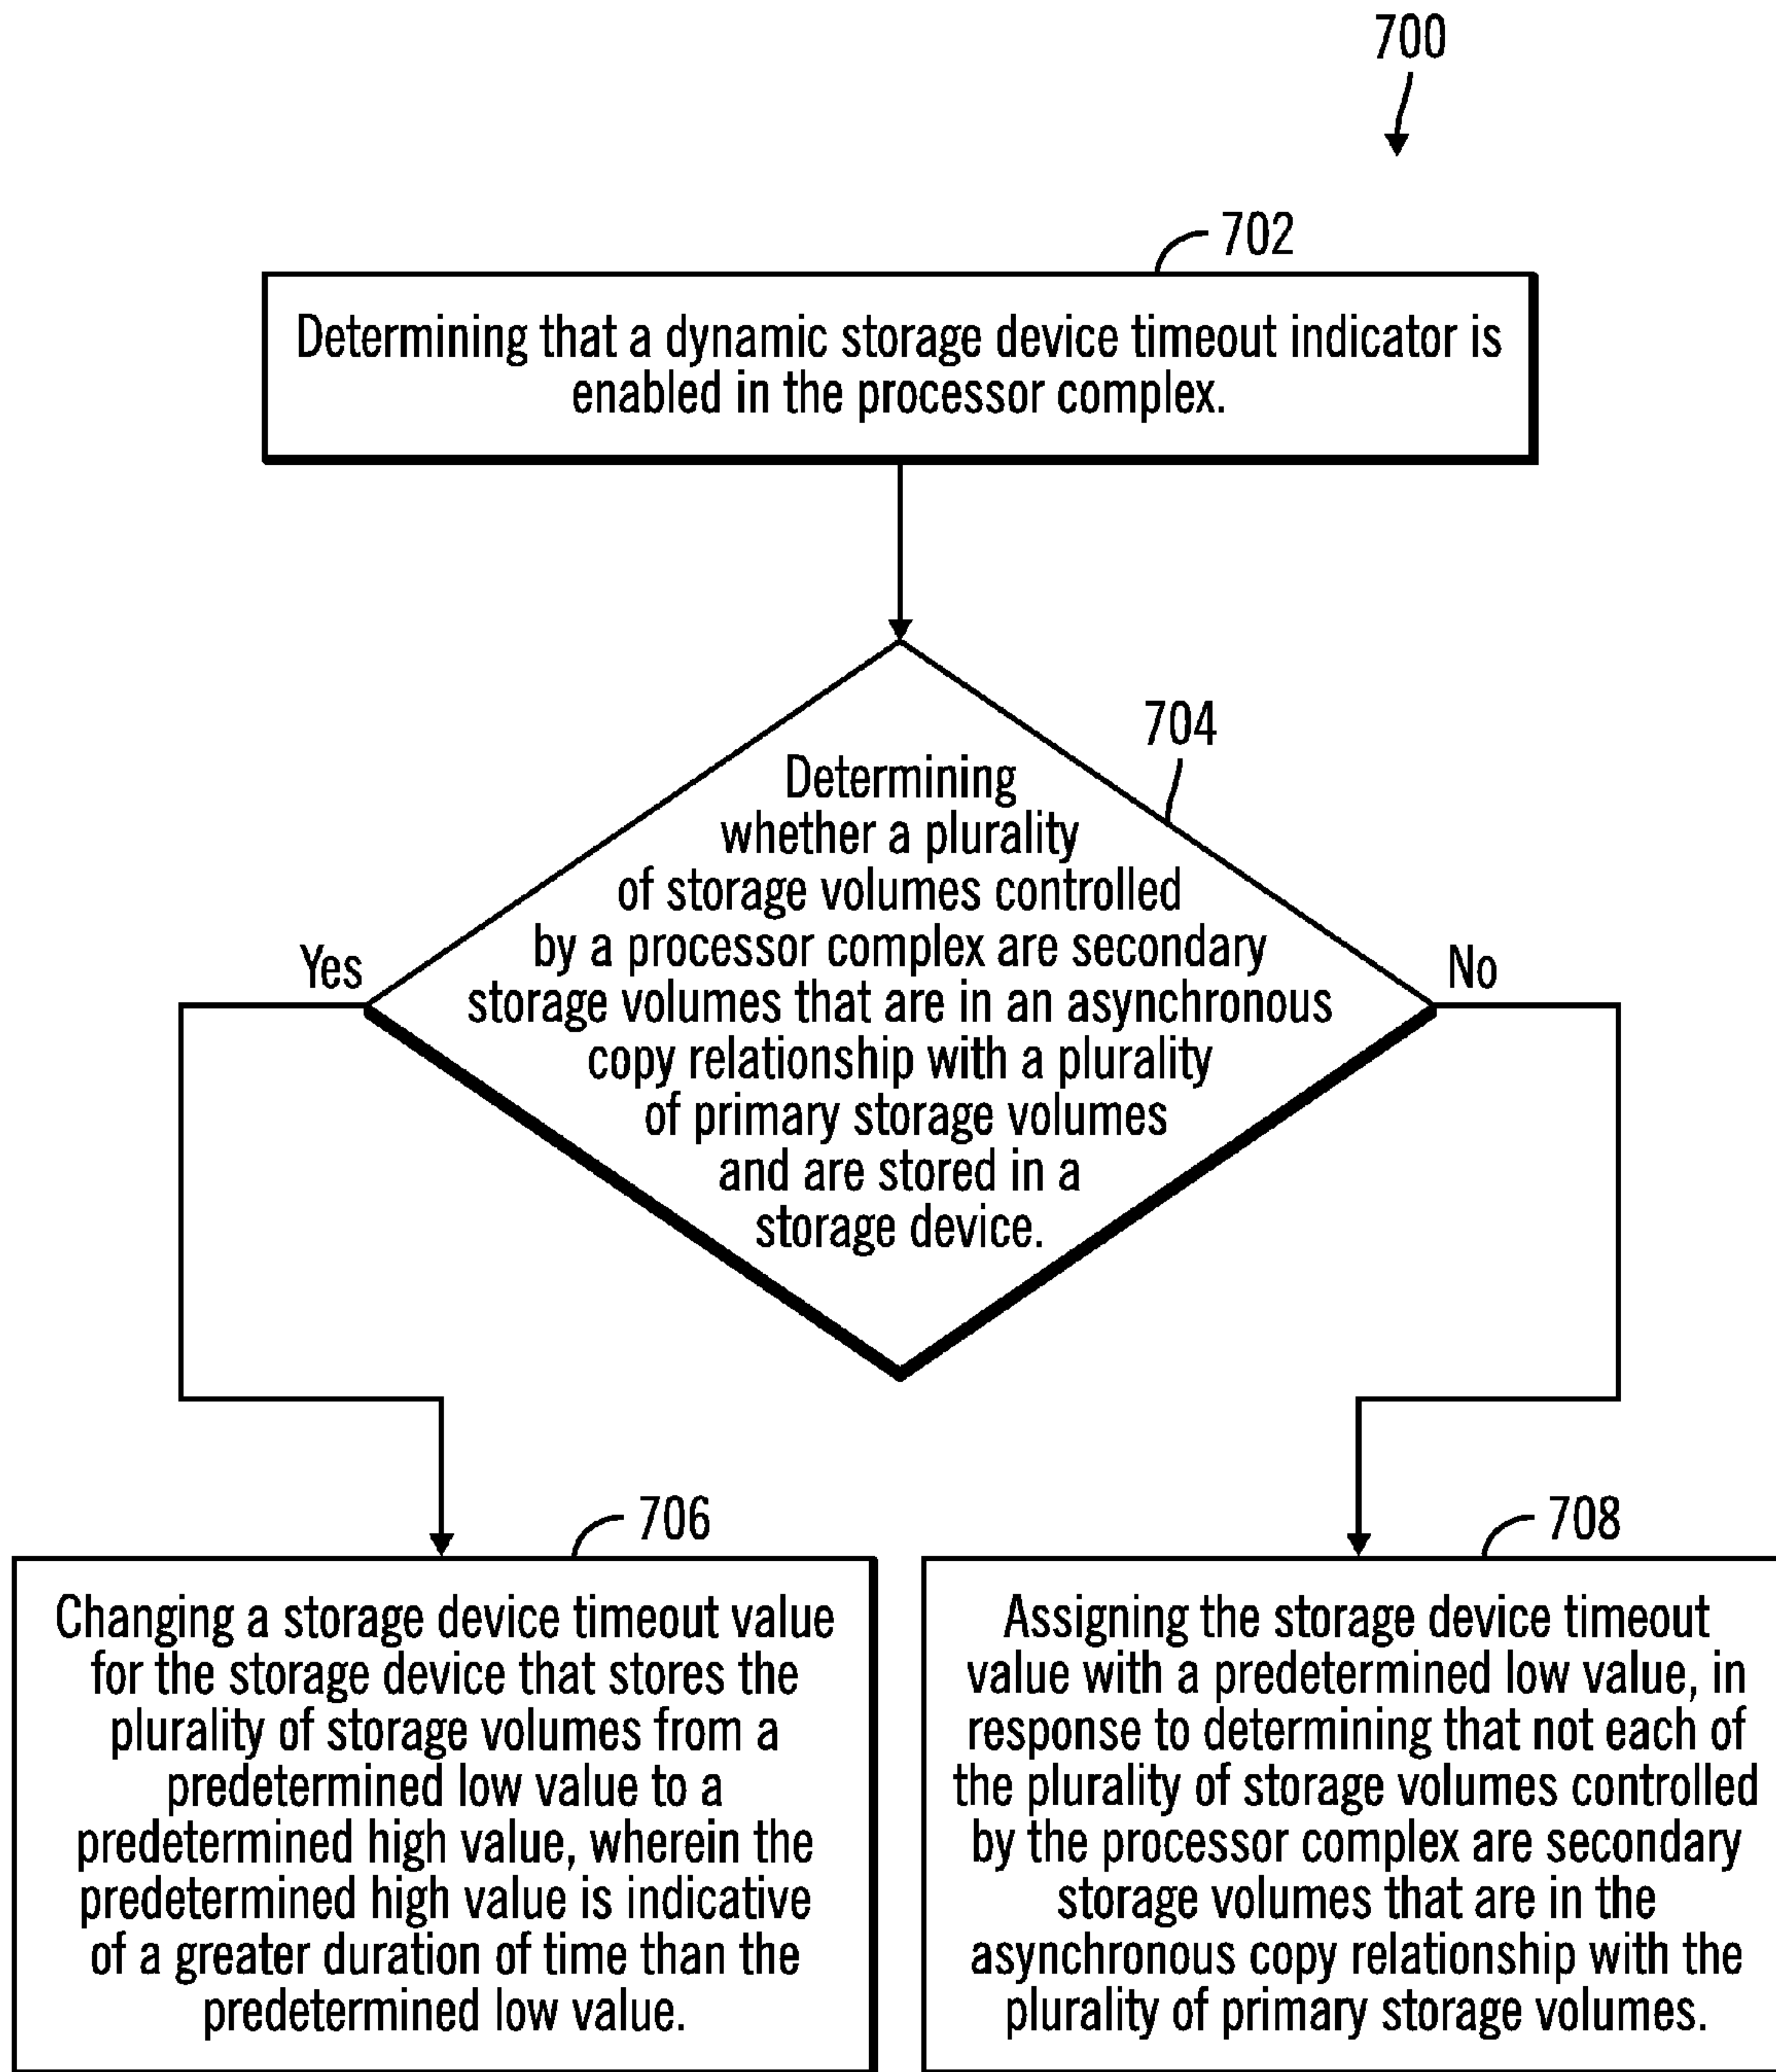 700
702
Determining that a dynamic storage device timeout indicator is
enabled in the processor complex.
704
Determining
whether a plurality
of storage volumes controlled
by a processor complex are secondary
storage volumes that are in an asynchronous
copy relationship with a plurality
of primary storage volumes
and are stored in a
storage device.
Yes
No
706
Changing a storage device timeout value
for the storage device that stores the
plurality of storage volumes from a
predetermined low value to a
predetermined high value, wherein the
predetermined high value is indicative
of a greater duration of time than the
predetermined low value.
708
Assigning the storage device timeout
value with a predetermined low value, in
response to determining that not each of
the plurality of storage volumes controlled
by the processor complex are secondary
storage volumes that are in the
asynchronous copy relationship with the
plurality of primary storage volumes.